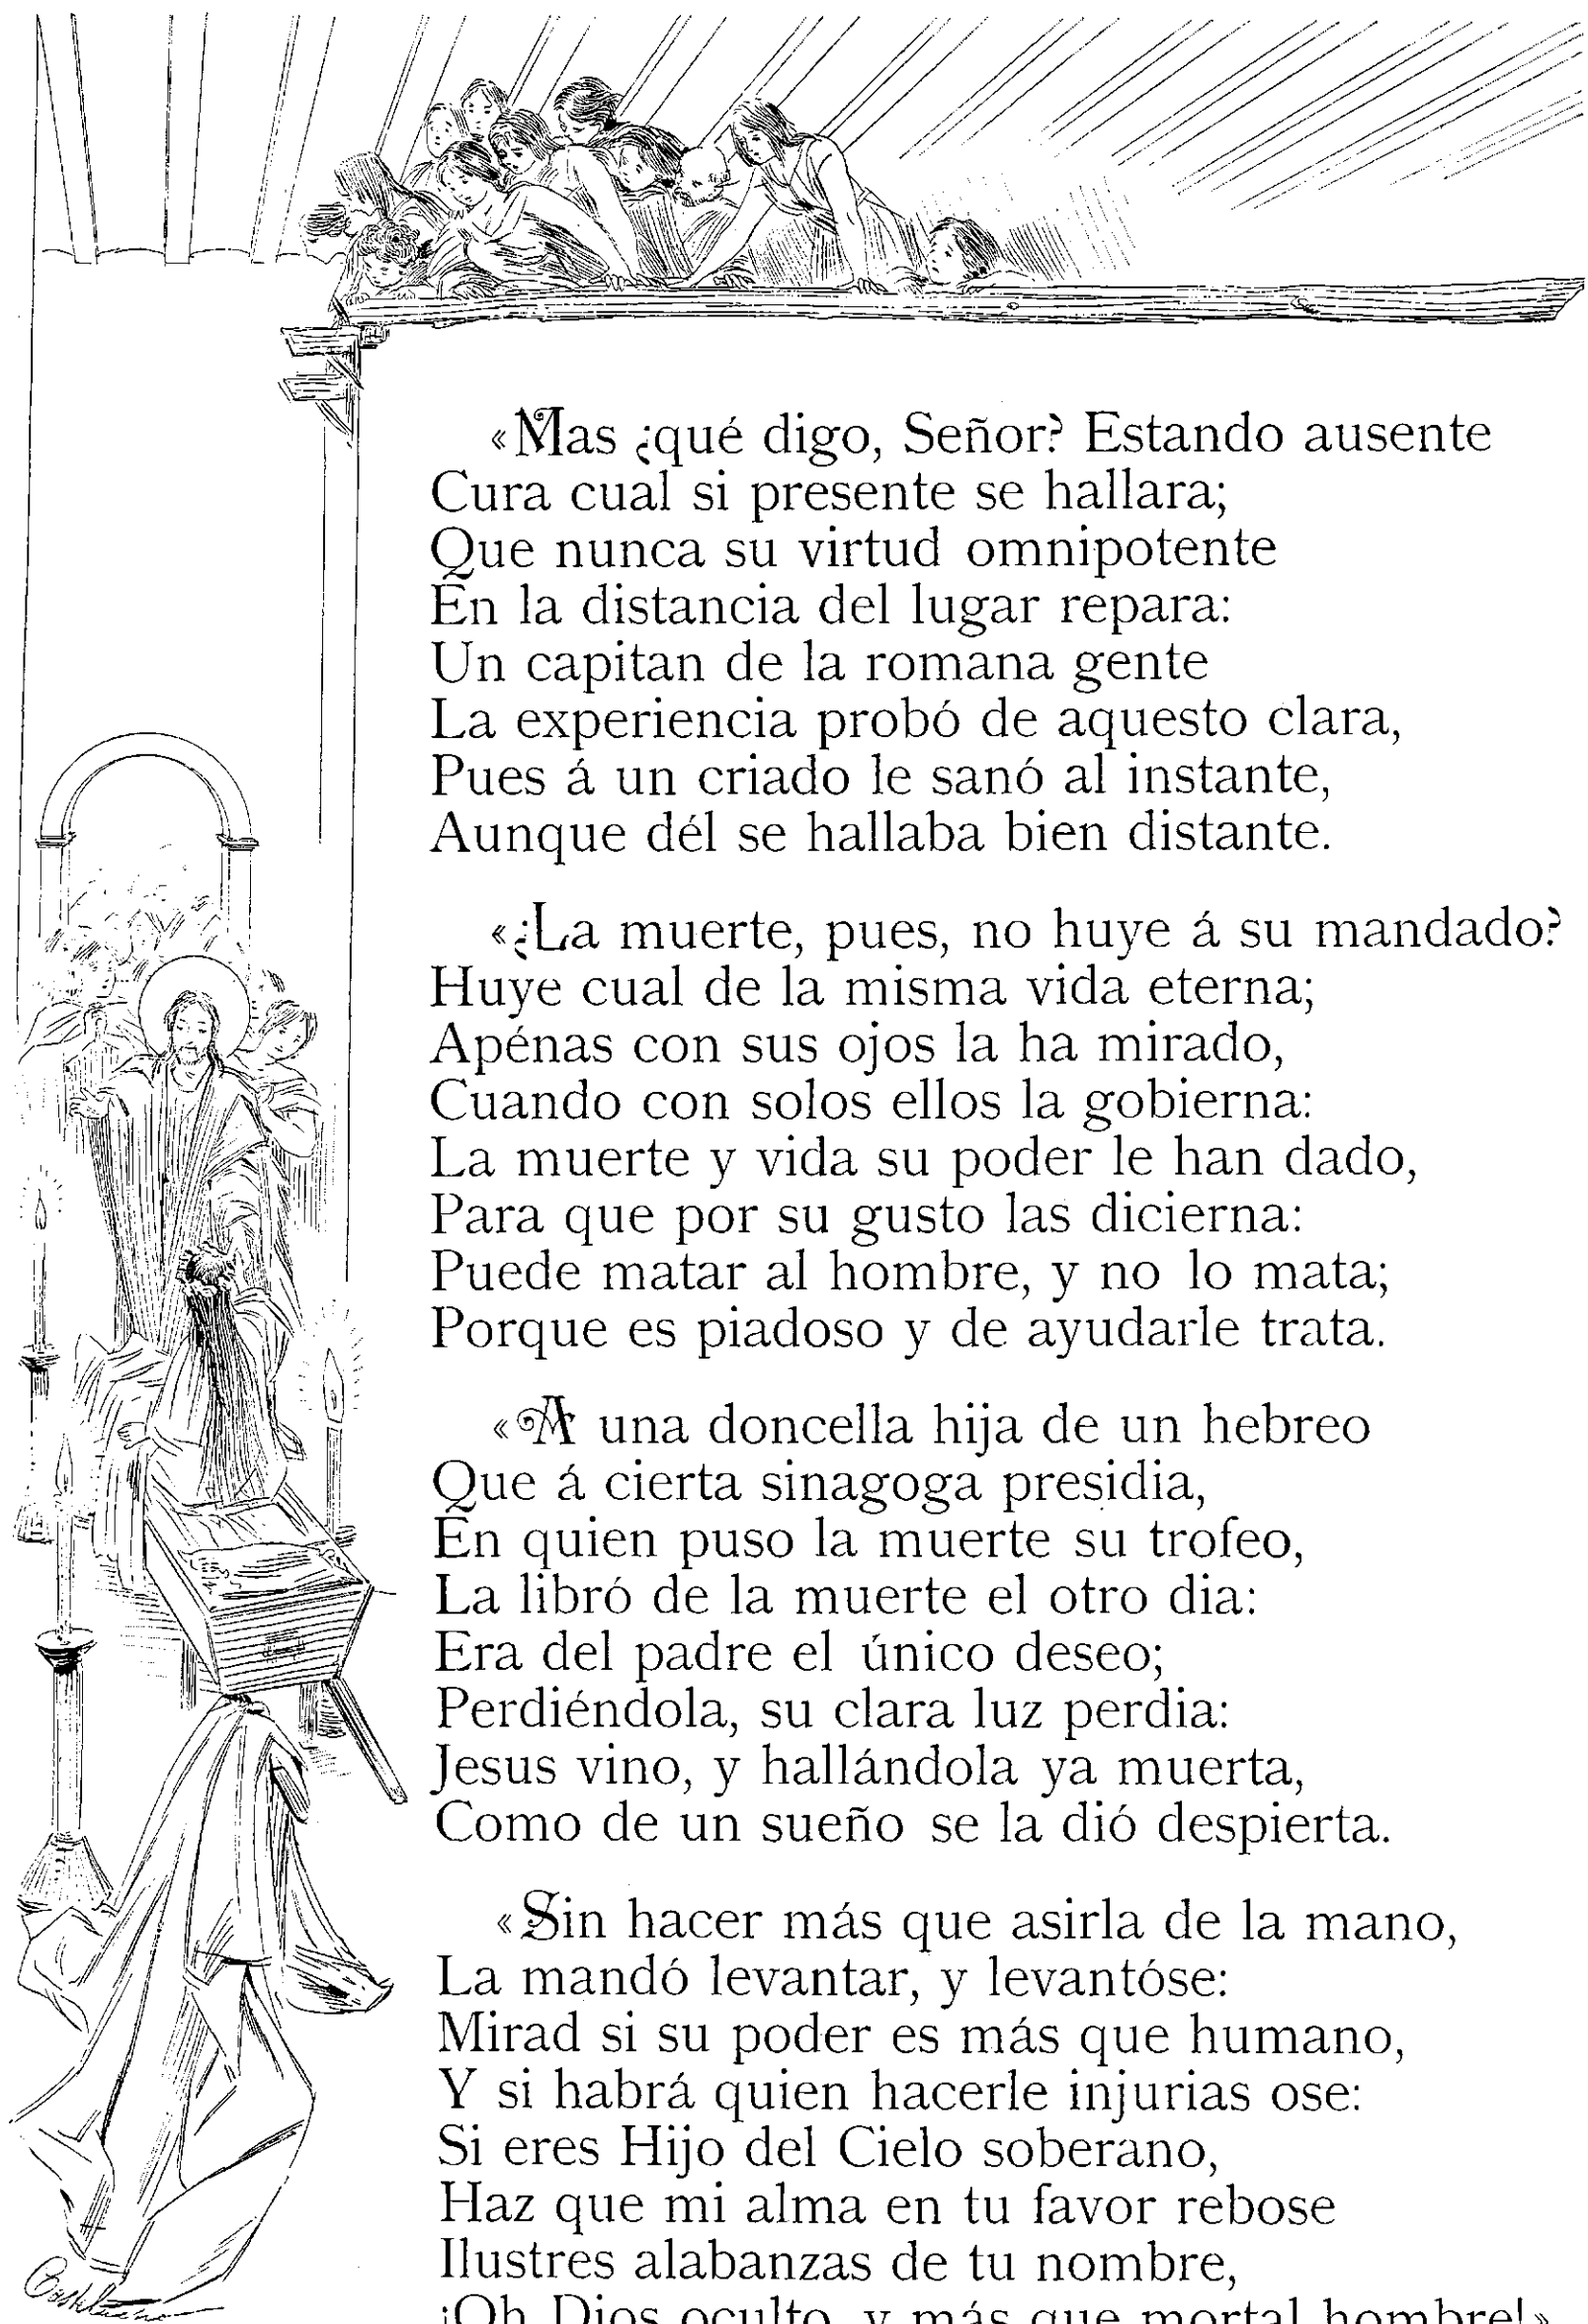 «Mas ¿qué digo, Señor? Estando ausente
Cura cual si presente se hallara;
Que nunca su virtud omnipotente
En la distancia del lugar repara:
Un capitan de la romana gente
La experiencia probó de aquesto clara,
Pues á un criado le sanó al instante,
Aunque dél se hallaba bien distante.
«¿La muerte, pues, no huye á su mandado?
Huye cual de la misma vida eterna;
Apénas con sus ojos la ha mirado,
Cuando con solos ellos la gobierna:
La muerte y vida su poder le han dado,
Para que por su gusto las dicierna:
Puede matar al hombre, y no lo mata;
Porque es piadoso y de ayudarle trata.
«A una doncella hija de un hebreo
Que á cierta sinagoga presidia,
En quien puso la muerte su trofeo,
La libró de la muerte el otro dia:
Era del padre el único deseo;
Perdiéndola, su clara luz perdia:
Jesus vino, y hallándola ya muerta,
Como de un sueño se la dió despierta.
«Sin hacer más que asirla de la mano,
La mandó levantar, y levantóse:
Mirad si su poder es más que humano,
Y si habrá quien hacerle injurias ose:
Si eres Hijo del Cielo soberano,
Haz que mi alma en tu favor rebose
Ilustres alabanzas de tu nombre,
¡Oh Dios oculto, y más que mortal hombre!»